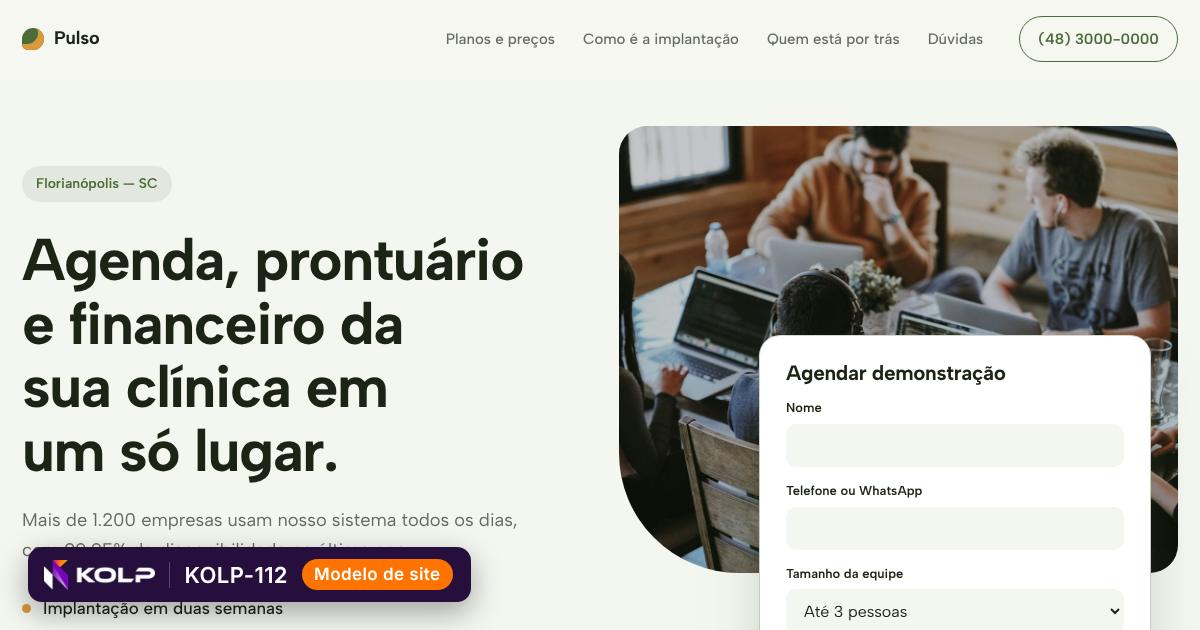 Pulso
Planos e preços
Como é a implantação
Quem está por trás
Dúvidas
(48) 3000-0000
Florianópolis — SC
Agenda, prontuário
e financeiro da
sua clínica em
um só lugar.
Mais de 1.200 empresas usam nosso sistema todos os dias,
KOLP
KOLP-112
Modelo de site
Implantação em duas semanas
Agendar demonstração
Nome
Telefone ou WhatsApp
Tamanho da equipe
Até 3 pessoas